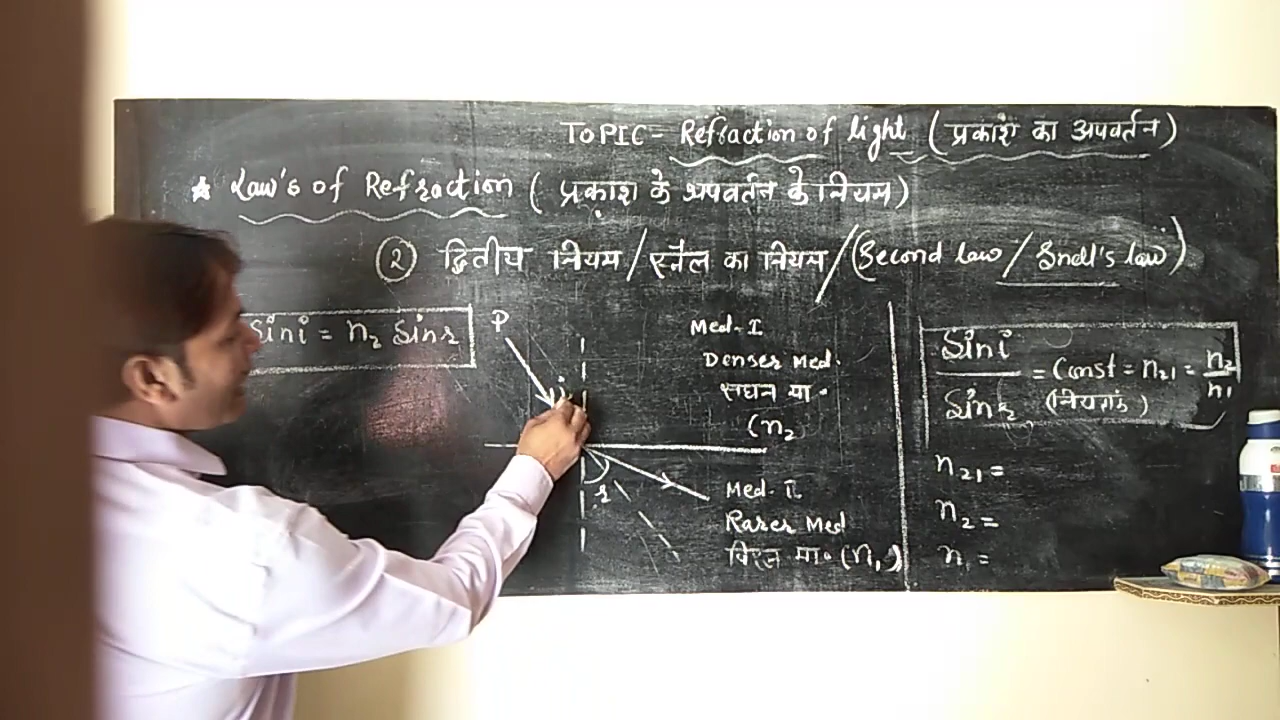 TOPIC - Refraction of light ( प्रकाश का अपवर्तन )
★ Law's of Refraction ( प्रकाश के अपवर्तन के नियम )
② द्वितीय नियम / स्नैल का नियम / ( Second law / Snell's law )
Sin i = n₂ Sin r
P
i
r
Med. I
Denser Med.
सघन मा.
(n₂
Med. II
Rarer Med
विरल मा. (n₁)
Sin i / Sin r = Const = n₂₁ = n₂/n₁
(नियतांक)
n₂₁ =
n₂ =
n₁ =